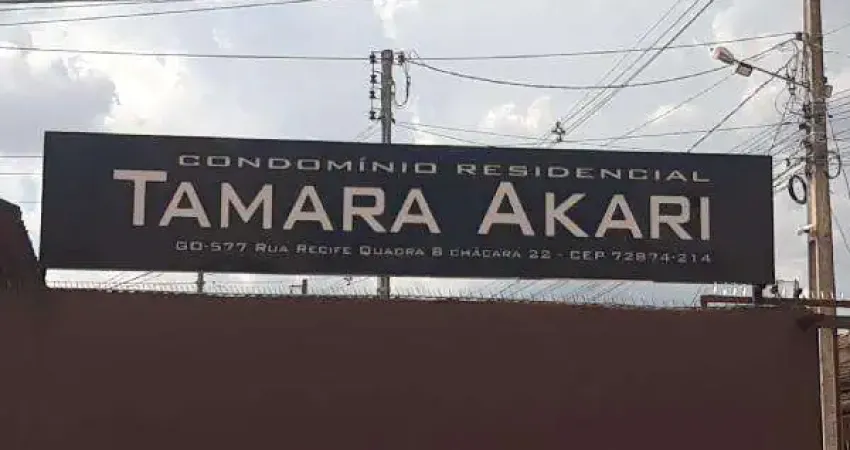 CONDOMÍNIO RESIDENCIAL
TAMARA AKARI
GO-577 RUA RECIFE QUADRA 8 CHÁCARA 22 - CEP 72874-214